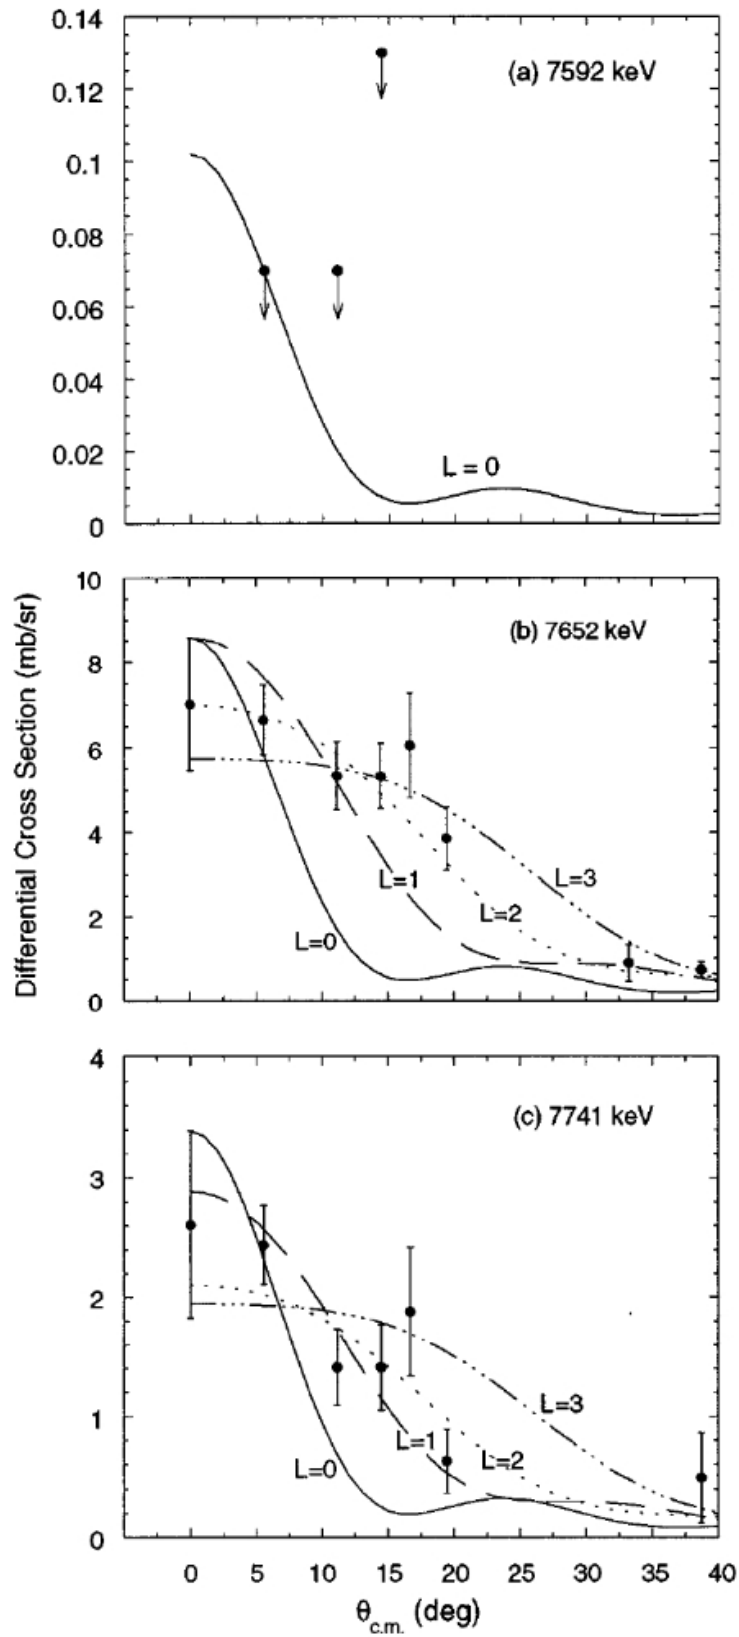 0.14
(a) 7592 keV
0.12
0.1
0.08
0.06
0.04
0.02
L = 0
0
Differential Cross Section (mb/sr)
10
(b) 7652 keV
8
6
4
L=1
L=3
2
L=2
L=0
0
4
(c) 7741 keV
3
2
L=3
1
L=1
L=2
L=0
0
0 5 10 15 20 25 30 35 40
θc.m. (deg)